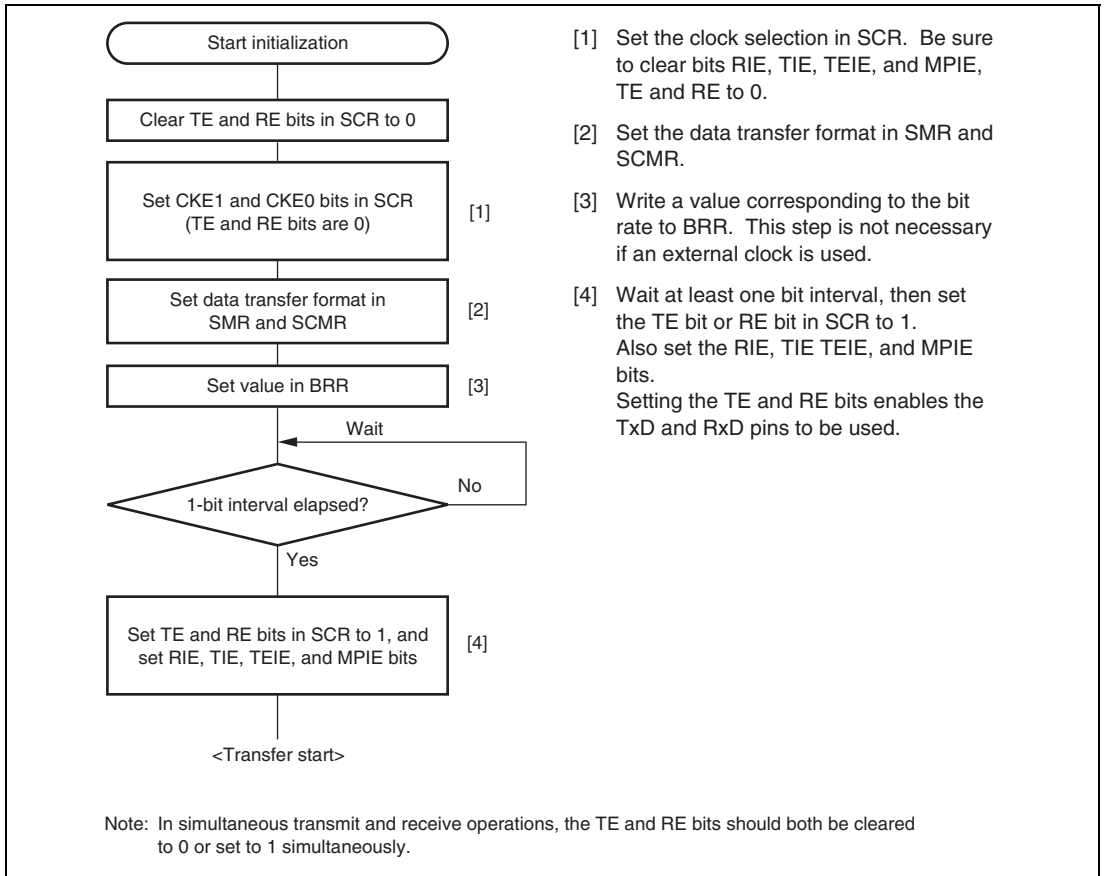 Start initialization
Clear TE and RE bits in SCR to 0
Set CKE1 and CKE0 bits in SCR
(TE and RE bits are 0)
[1]
Set data transfer format in
SMR and SCMR
[2]
Set value in BRR
[3]
Wait
No
1-bit interval elapsed?
Yes
Set TE and RE bits in SCR to 1, and
set RIE, TIE, TEIE, and MPIE bits
[4]
<Transfer start>
[1] Set the clock selection in SCR. Be sure
to clear bits RIE, TIE, TEIE, and MPIE,
TE and RE to 0.
[2] Set the data transfer format in SMR and
SCMR.
[3] Write a value corresponding to the bit
rate to BRR. This step is not necessary
if an external clock is used.
[4] Wait at least one bit interval, then set
the TE bit or RE bit in SCR to 1.
Also set the RIE, TIE TEIE, and MPIE
bits.
Setting the TE and RE bits enables the
TxD and RxD pins to be used.
Note: In simultaneous transmit and receive operations, the TE and RE bits should both be cleared
to 0 or set to 1 simultaneously.